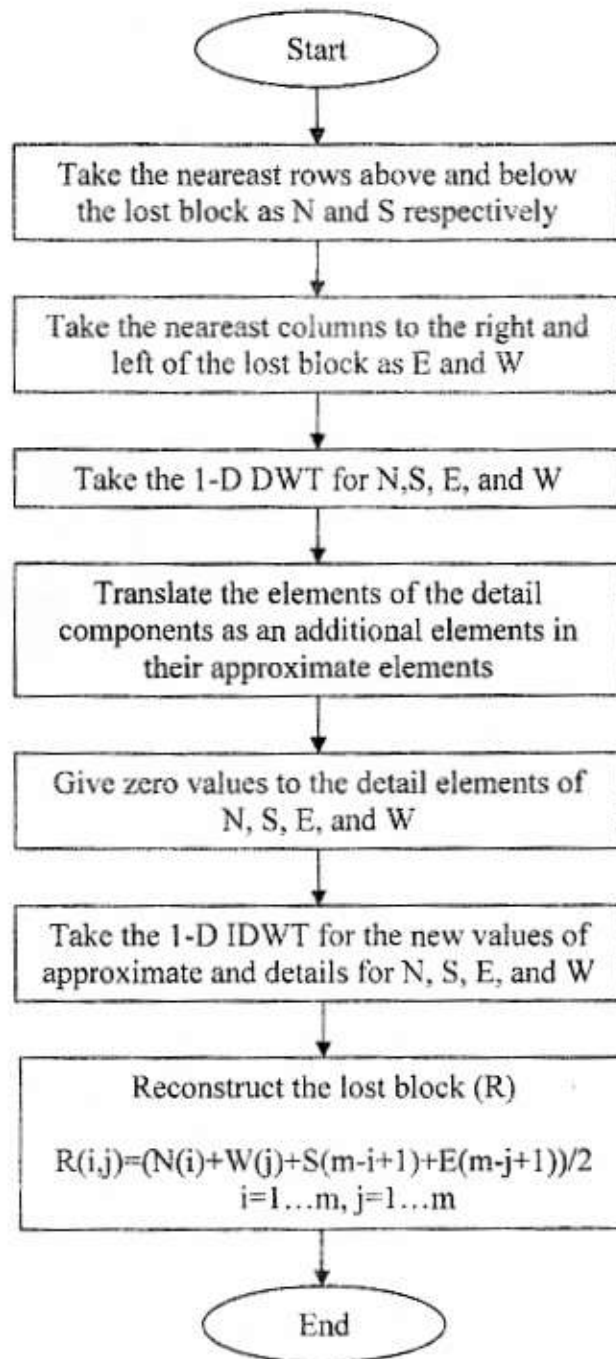 Start
Take the neareast rows above and below
the lost block as N and S respectively
Take the neareast columns to the right and
left of the lost block as E and W
Take the 1-D DWT for N,S, E, and W
Translate the elements of the detail
components as an additional elements in
their approximate elements
Give zero values to the detail elements of
N, S, E, and W
Take the 1-D IDWT for the new values of
approximate and details for N, S, E, and W
Reconstruct the lost block (R)
R(i,j)=(N(i)+W(j)+S(m-i+1)+E(m-j+1))/2
i=1…m, j=1…m
End